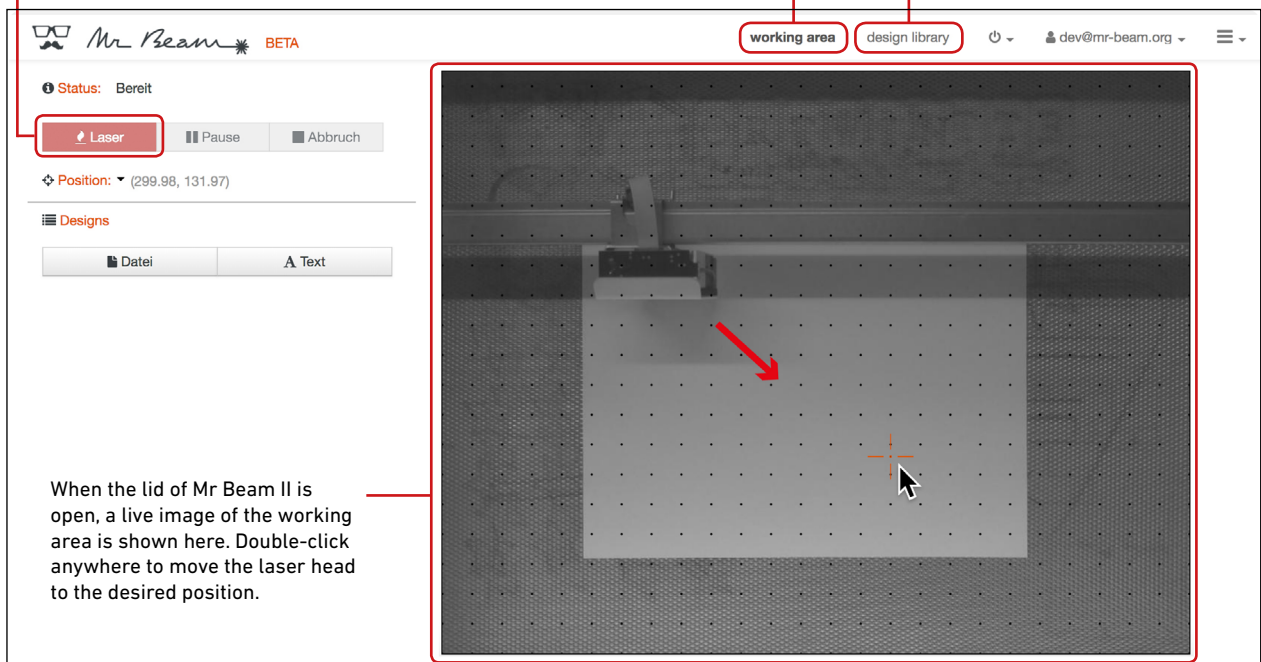 Mr Beam BETA
working area design library dev@mr-beam.org
Status: Bereit
Laser Pause Abbruch
Position: (299.98, 131.97)
Designs
Datei A Text
When the lid of Mr Beam II is
open, a live image of the working
area is shown here. Double-click
anywhere to move the laser head
to the desired position.